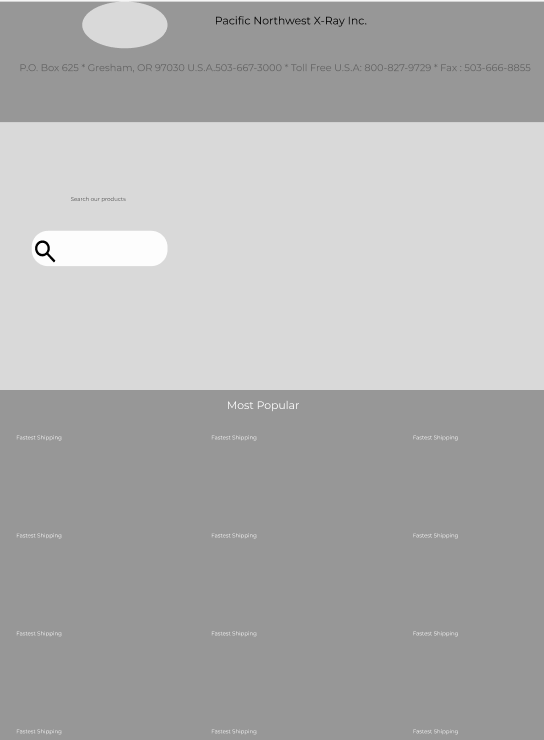 Pacific Northwest X-Ray Inc.
P.O. Box 625 * Gresham, OR 97030 U.S.A.503-667-3000 * Toll Free U.S.A: 800-827-9729 * Fax : 503-666-8855
Search our products
Most Popular
Fastest Shipping Fastest Shipping Fastest Shipping
Fastest Shipping Fastest Shipping Fastest Shipping
Fastest Shipping Fastest Shipping Fastest Shipping
Fastest Shipping Fastest Shipping Fastest Shipping